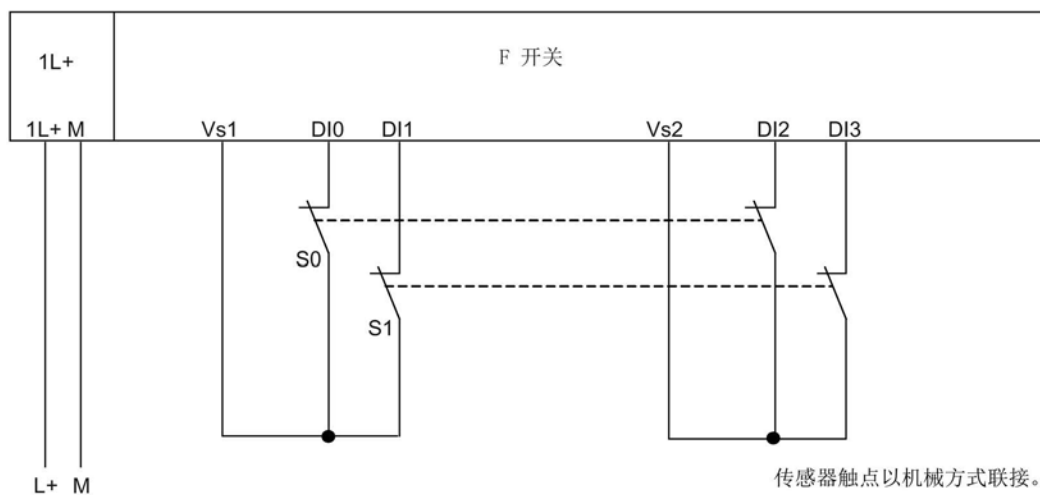 1L+
F 开关
1L+ M Vs1 DI0 DI1 Vs2 DI2 DI3
S0
S1
L+ M
传感器触点以机械方式联接。